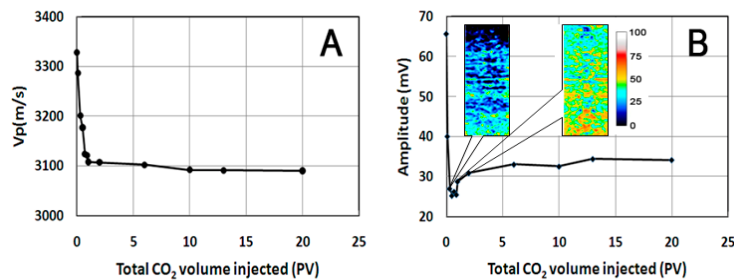 A
Vp(m/s)
3400
3300
3200
3100
3000
0 5 10 15 20 25
Total CO₂ volume injected (PV)
B
Amplitude (mV)
70
60
50
40
30
20
100
75
50
25
0
0 5 10 15 20 25
Total CO₂ volume injected (PV)